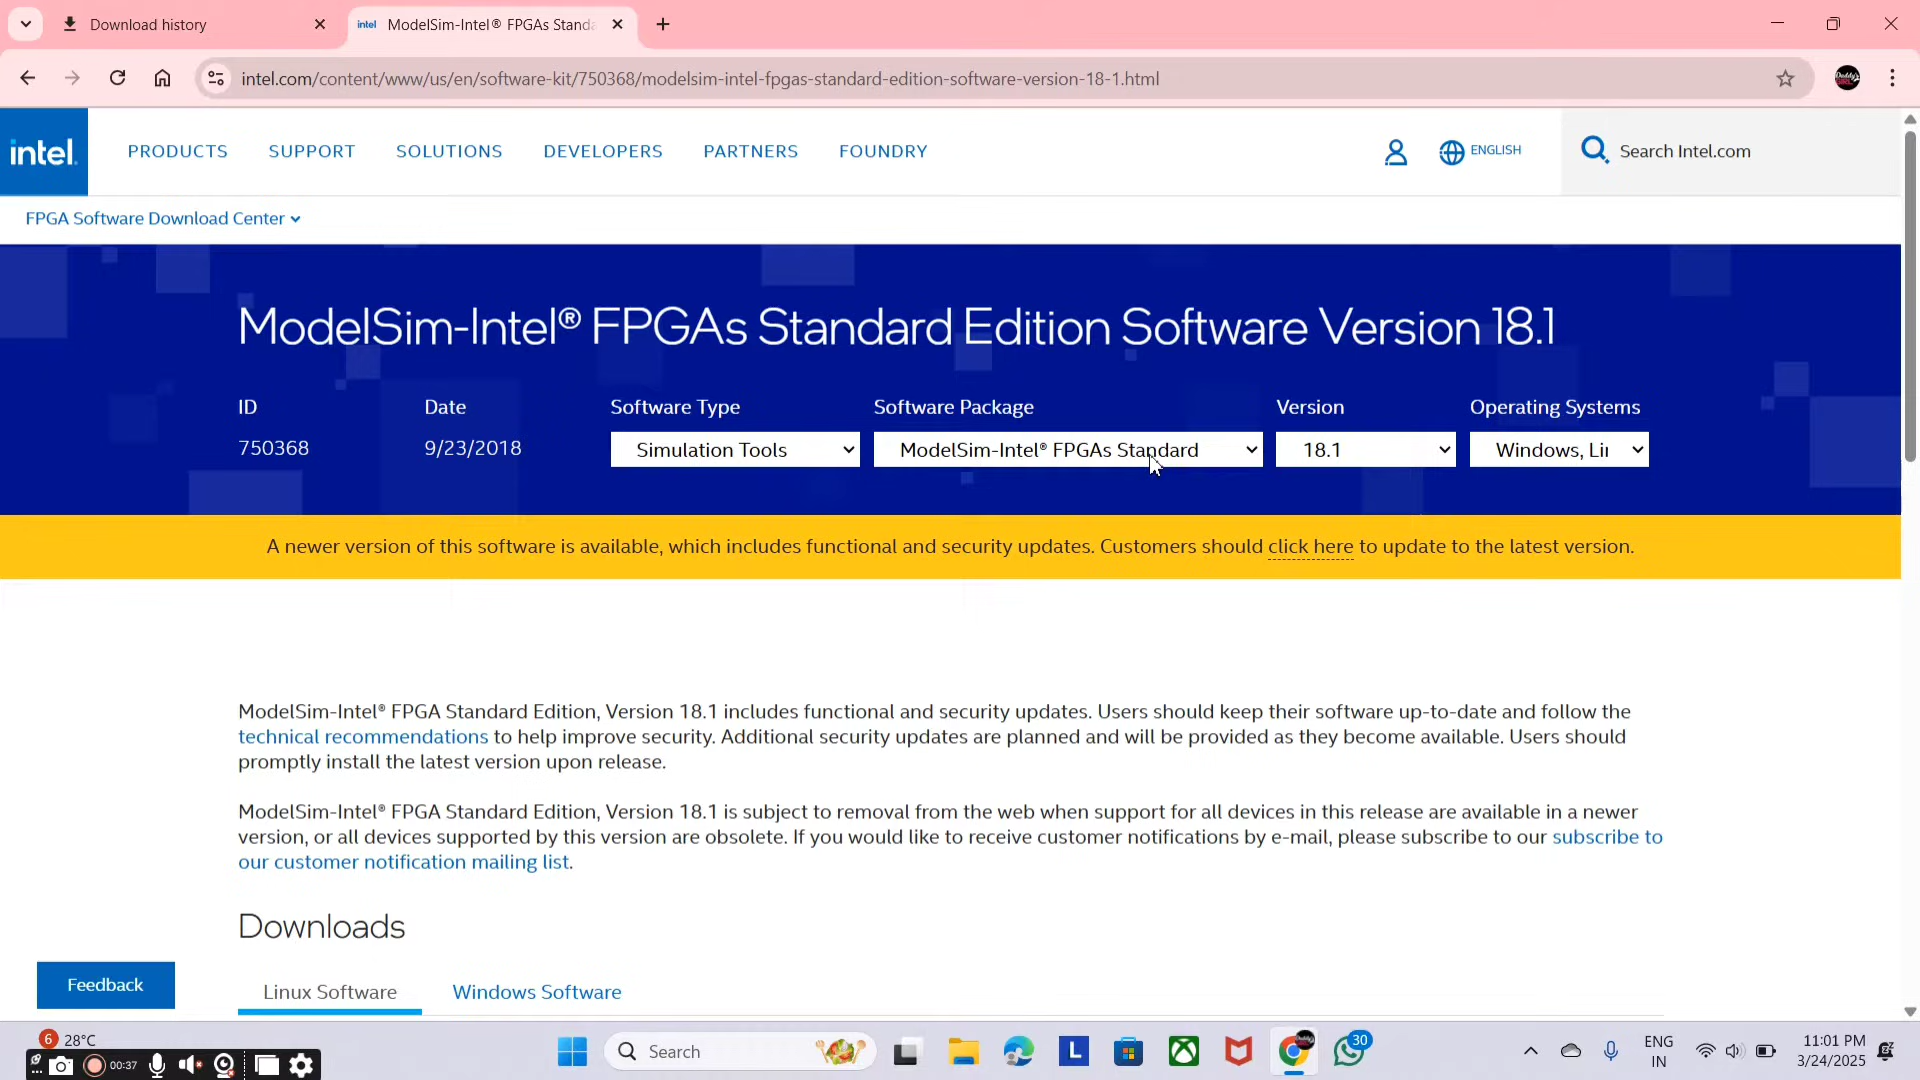 Download history
intel ModelSim-Intel® FPGAs Standa
intel.com/content/www/us/en/software-kit/750368/modelsim-intel-fpgas-standard-edition-software-version-18-1.html
intel. PRODUCTS SUPPORT SOLUTIONS DEVELOPERS PARTNERS FOUNDRY ENGLISH Search Intel.com
FPGA Software Download Center
ModelSim-Intel® FPGAs Standard Edition Software Version 18.1
ID Date Software Type Software Package Version Operating Systems
750368 9/23/2018 Simulation Tools ModelSim-Intel® FPGAs Standard 18.1 Windows, Lir
A newer version of this software is available, which includes functional and security updates. Customers should click here to update to the latest version.
ModelSim-Intel® FPGA Standard Edition, Version 18.1 includes functional and security updates. Users should keep their software up-to-date and follow the
technical recommendations to help improve security. Additional security updates are planned and will be provided as they become available. Users should
promptly install the latest version upon release.
ModelSim-Intel® FPGA Standard Edition, Version 18.1 is subject to removal from the web when support for all devices in this release are available in a newer
version, or all devices supported by this version are obsolete. If you would like to receive customer notifications by e-mail, please subscribe to our subscribe to
our customer notification mailing list.
Downloads
Feedback
Linux Software Windows Software
6 28°C
00:37
Search
L
30
ENG
IN
11:01 PM
3/24/2025